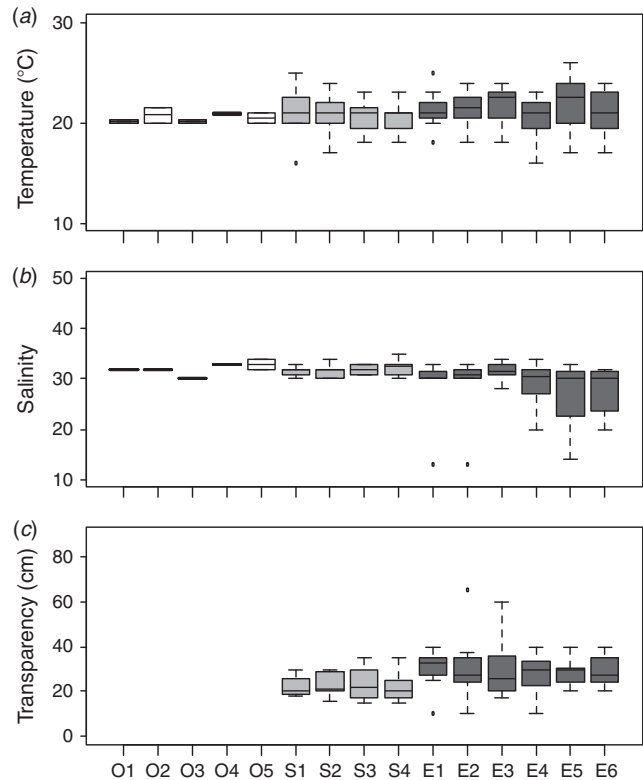 (a)
Temperature (°C)
30
20
10
(b)
Salinity
50
40
30
20
10
(c)
Transparency (cm)
80
60
40
20
0
O1 O2 O3 O4 O5 S1 S2 S3 S4 E1 E2 E3 E4 E5 E6